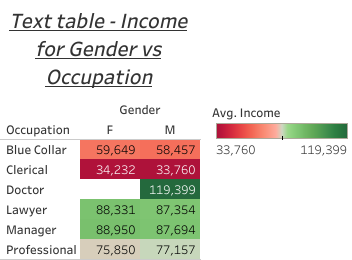 Text table - Income
for Gender vs
Occupation
Gender
Occupation F M
Blue Collar 59,649 58,457
Clerical 34,232 33,760
Doctor 119,399
Lawyer 88,331 87,354
Manager 88,950 87,694
Professional 75,850 77,157
Avg. Income
33,760 119,399